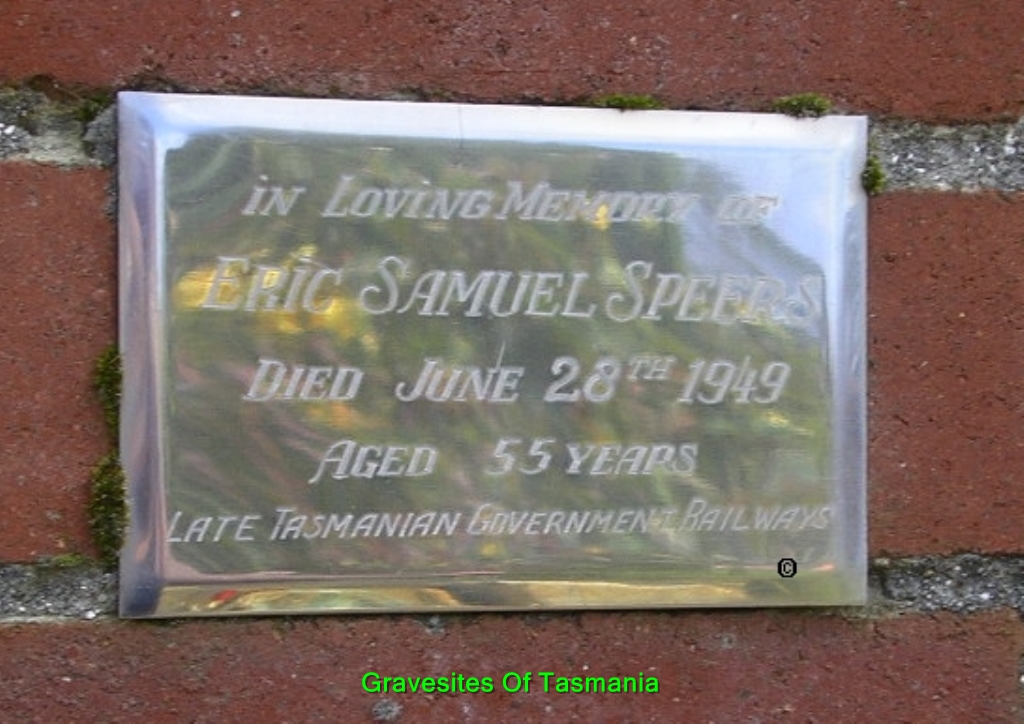 in Loving Memory of
Eric Samuel Speers
Died June 28TH 1949
Aged 55 years
Late Tasmanian Government Railways
©
Gravesites Of Tasmania